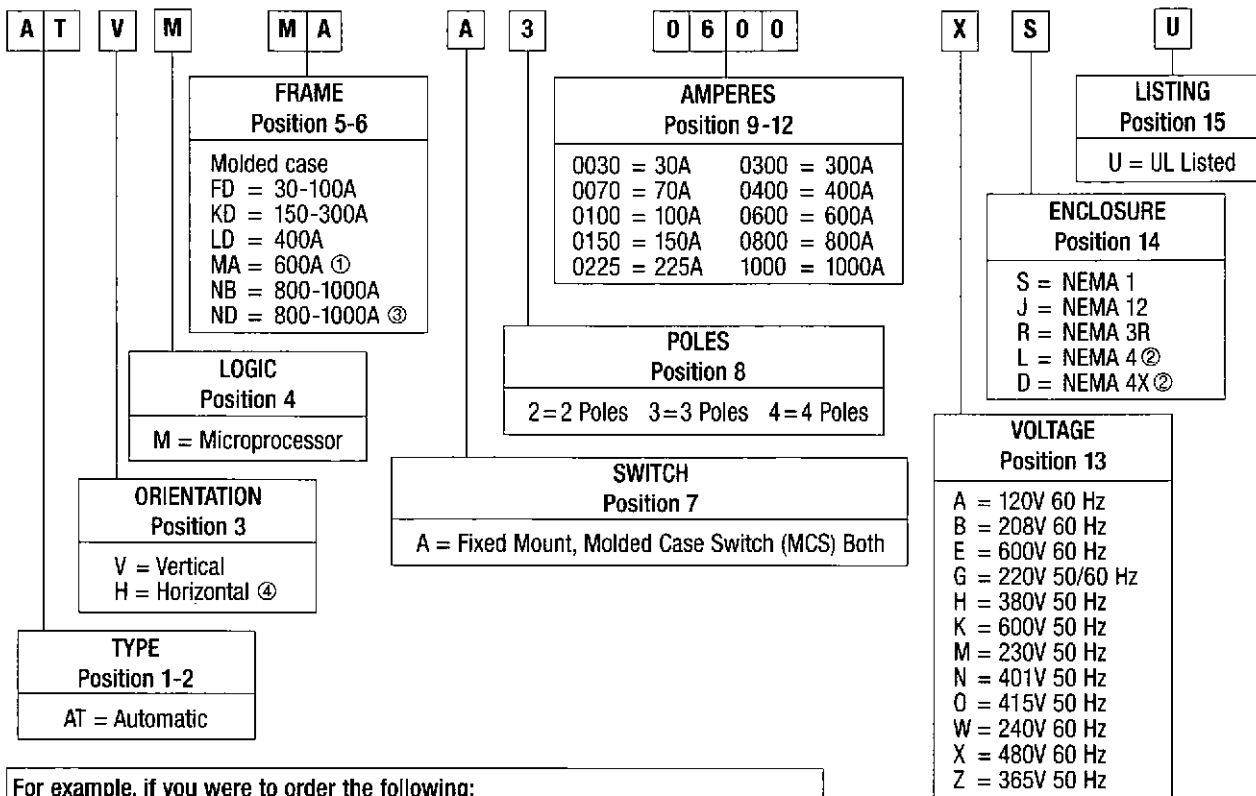 A T V M M A A 3 0 6 0 0 X S U
FRAME
Position 5-6
Molded case
FD = 30-100A
KD = 150-300A
LD = 400A
MA = 600A ①
NB = 800-1000A
ND = 800-1000A ③
AMPERES
Position 9-12
0030 = 30A 0300 = 300A
0070 = 70A 0400 = 400A
0100 = 100A 0600 = 600A
0150 = 150A 0800 = 800A
0225 = 225A 1000 = 1000A
LISTING
Position 15
U = UL Listed
ENCLOSURE
Position 14
S = NEMA 1
J = NEMA 12
R = NEMA 3R
L = NEMA 4 ②
D = NEMA 4X ②
LOGIC
Position 4
M = Microprocessor
POLES
Position 8
2=2 Poles 3=3 Poles 4=4 Poles
ORIENTATION
Position 3
V = Vertical
H = Horizontal ④
SWITCH
Position 7
A = Fixed Mount, Molded Case Switch (MCS) Both
VOLTAGE
Position 13
A = 120V 60 Hz
B = 208V 60 Hz
E = 600V 60 Hz
G = 220V 50/60 Hz
H = 380V 50 Hz
K = 600V 50 Hz
M = 230V 50 Hz
N = 401V 50 Hz
O = 415V 50 Hz
W = 240V 60 Hz
X = 480V 60 Hz
Z = 365V 50 Hz
TYPE
Position 1-2
AT = Automatic
For example, if you were to order the following: